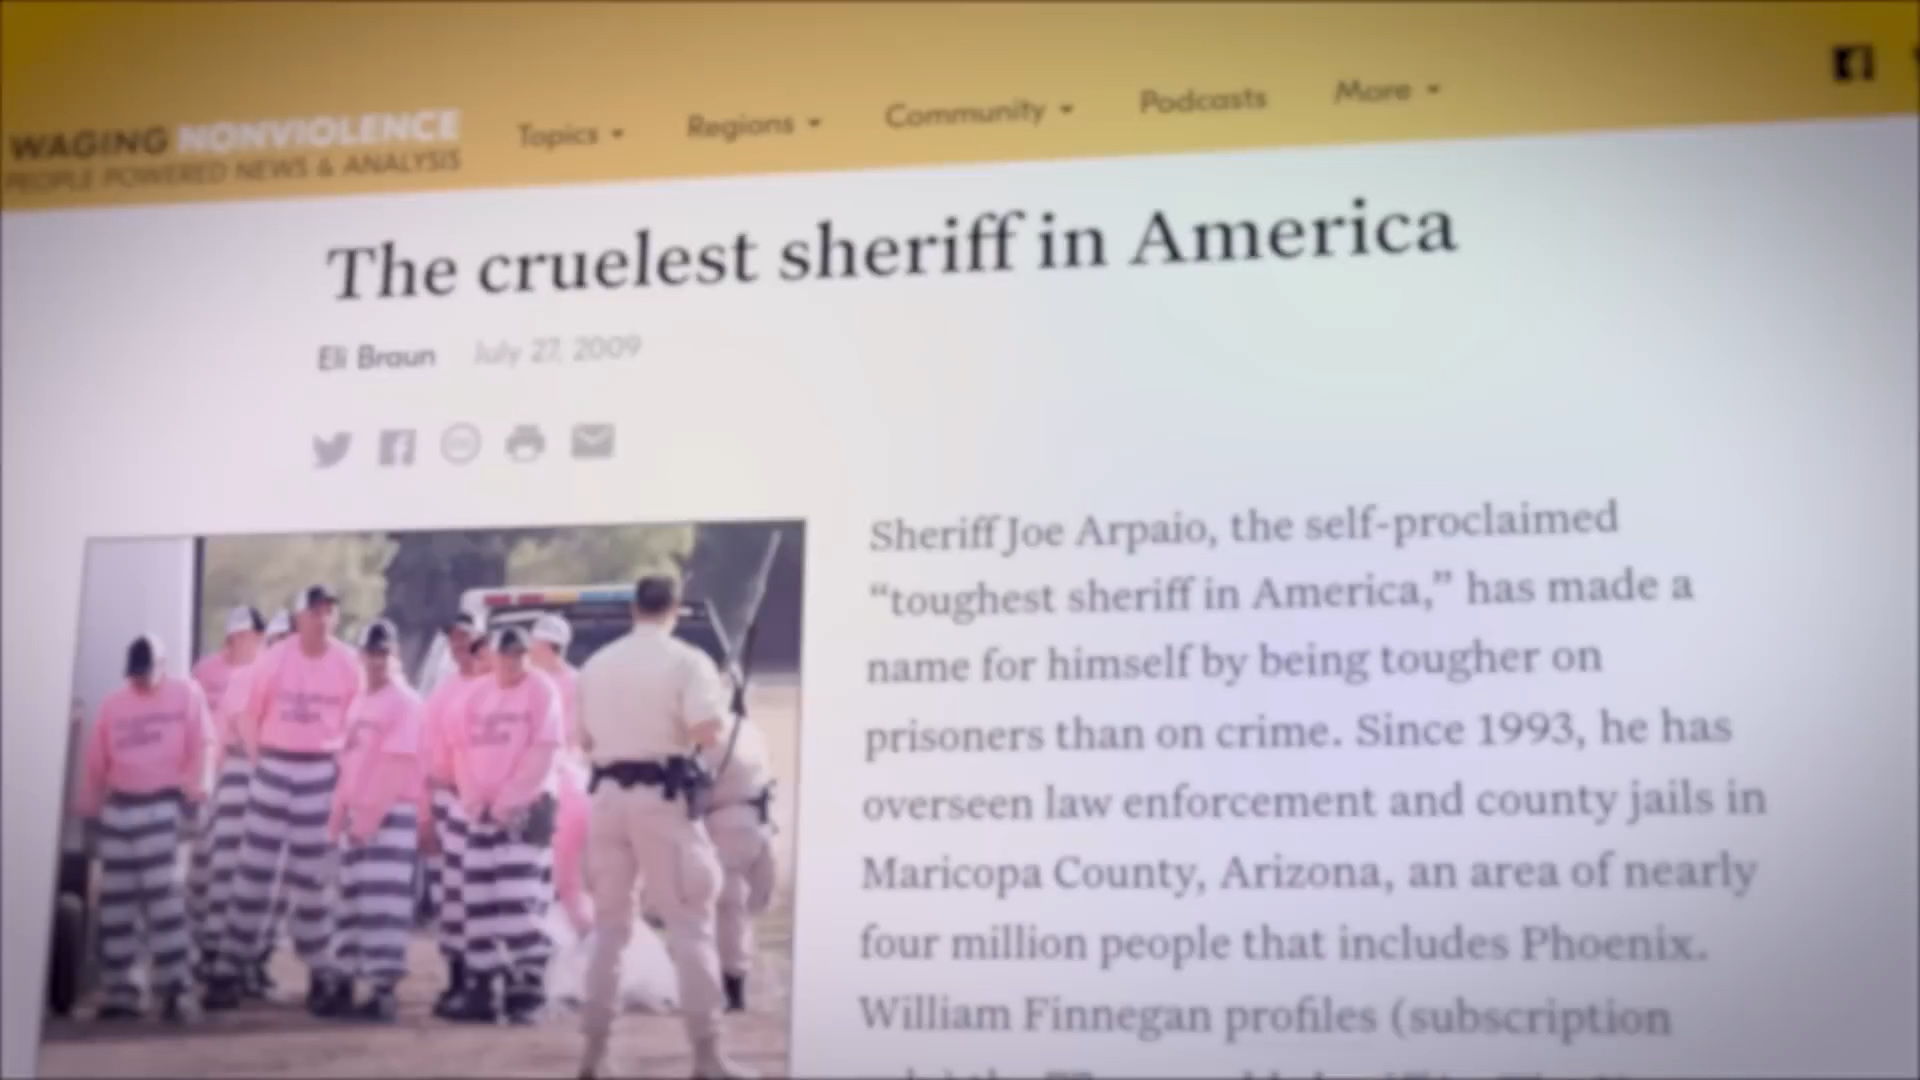 WAGING NONVIOLENCE
PEOPLE POWERED NEWS & ANALYSIS
Topics
Regions
Community
Podcasts
More
The cruelest sheriff in America
Eli Braun July 27, 2009
Sheriff Joe Arpaio, the self-proclaimed
“toughest sheriff in America,” has made a
name for himself by being tougher on
prisoners than on crime. Since 1993, he has
overseen law enforcement and county jails in
Maricopa County, Arizona, an area of nearly
four million people that includes Phoenix.
William Finnegan profiles (subscription